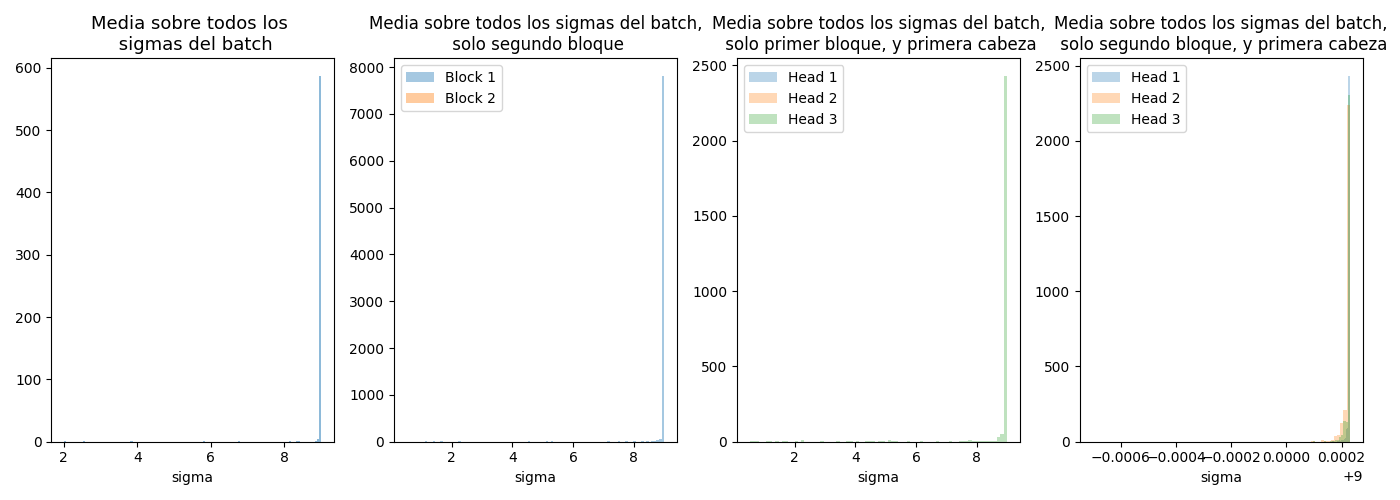 Media sobre todos los
sigmas del batch
600
500
400
300
200
100
0
2
4
6
8
sigma
Media sobre todos los sigmas del batch,
solo segundo bloque
Block 1
Block 2
8000
7000
6000
5000
4000
3000
2000
1000
0
2
4
6
8
sigma
Media sobre todos los sigmas del batch,
solo primer bloque, y primera cabeza
Head 1
Head 2
Head 3
2500
2000
1500
1000
500
0
2
4
6
8
sigma
Media sobre todos los sigmas del batch,
solo segundo bloque, y primera cabeza
Head 1
Head 2
Head 3
2500
2000
1500
1000
500
0
−0.0006
−0.0004
−0.0002
0.0000
0.0002
sigma
+9